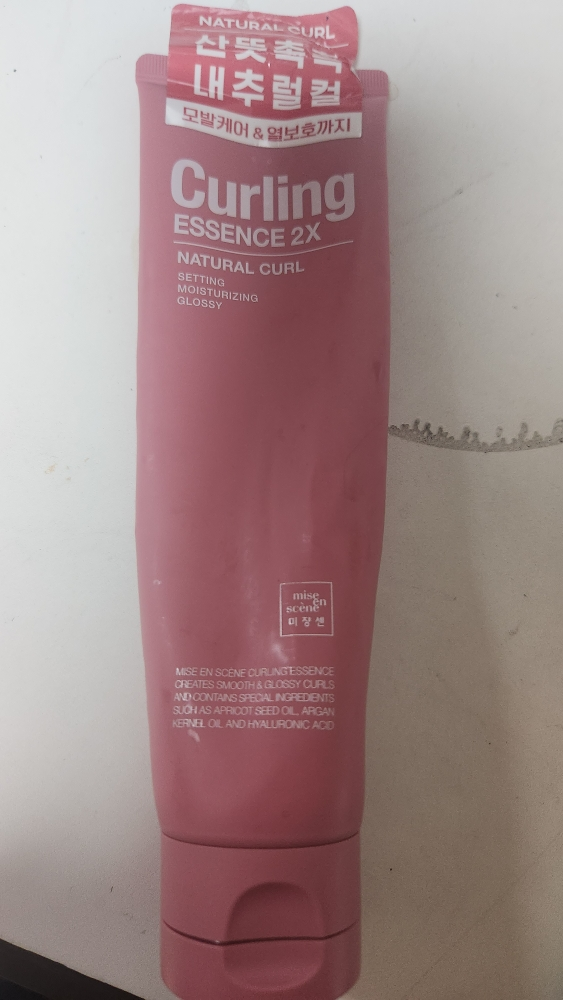 NATURAL CURL
산뜻촉촉
내추럴컬
모발케어 & 열보호까지
Curling
ESSENCE 2X
NATURAL CURL
SETTING
MOISTURIZING
GLOSSY
mise
en
scène
미쟝센
MISE EN SCÈNE CURLING ESSENCE
CREATES SMOOTH & GLOSSY CURLS
AND CONTAINS SPECIAL INGREDIENTS
SUCH AS APRICOT SEED OIL, ARGAN
KERNEL OIL AND HYALURONIC ACID